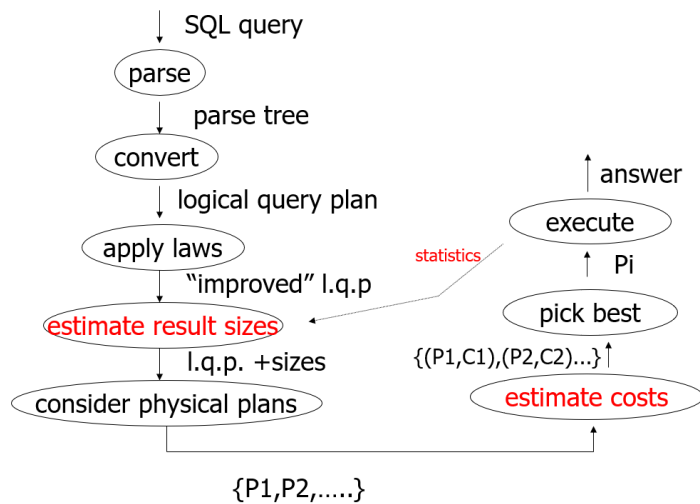 SQL query
parse
parse tree
convert
logical query plan
apply laws
“improved” l.q.p
estimate result sizes
l.q.p. +sizes
consider physical plans
{P1,P2,…..}
estimate costs
{(P1,C1),(P2,C2)...}
pick best
Pi
execute
answer
statistics